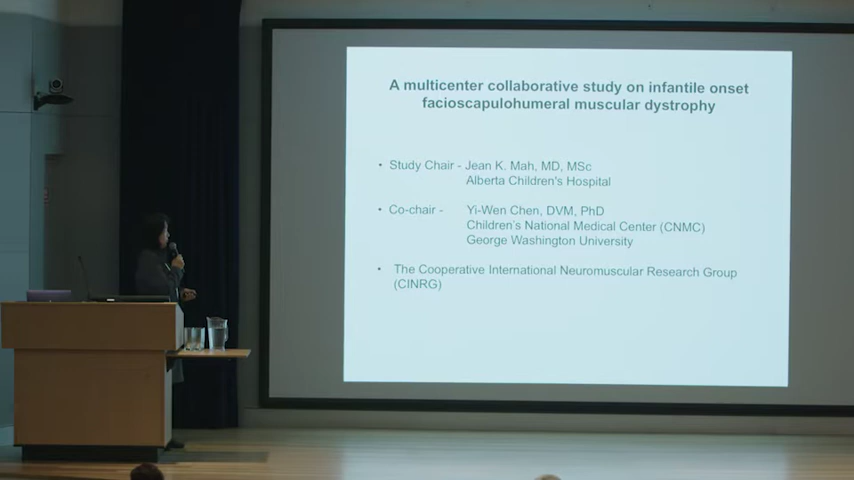 A multicenter collaborative study on infantile onset
facioscapulohumeral muscular dystrophy
• Study Chair - Jean K. Mah, MD, MSc
Alberta Children's Hospital
• Co-chair - Yi-Wen Chen, DVM, PhD
Children's National Medical Center (CNMC)
George Washington University
• The Cooperative International Neuromuscular Research Group
(CINRG)